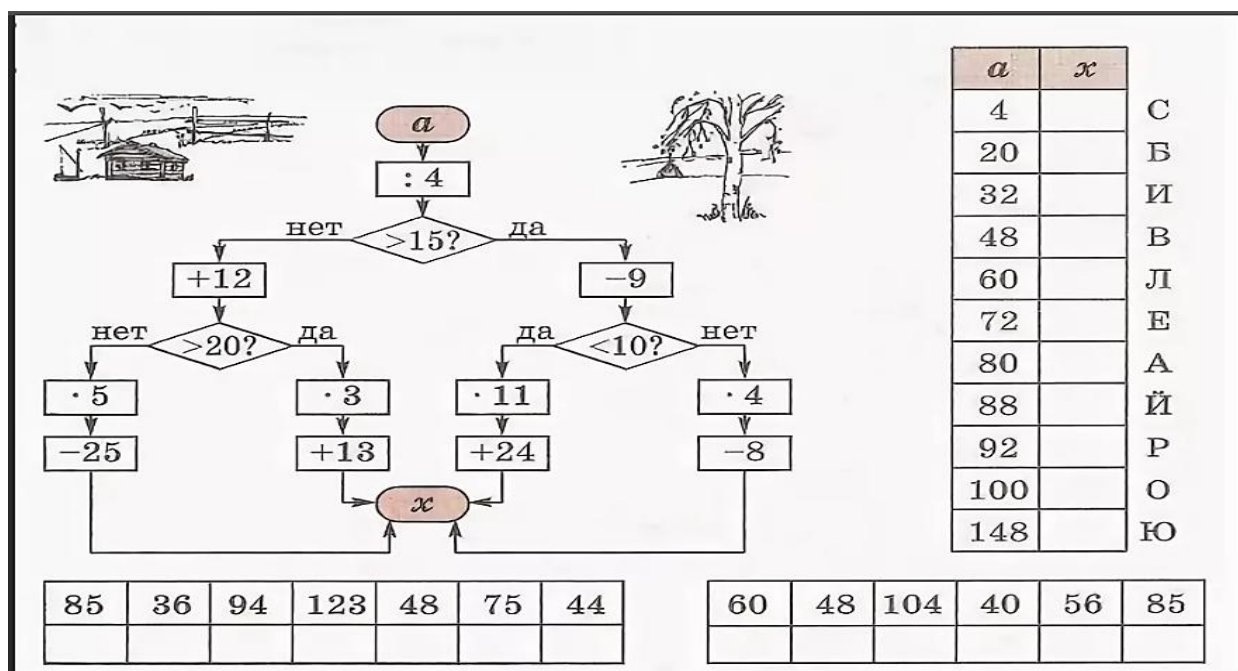 a
: 4
нет >15? да
+12 −9
нет >20? да да <10? нет
· 5 · 3 · 11 · 4
−25 +13 +24 −8
x
a x
4 С
20 Б
32 И
48 В
60 Л
72 Е
80 А
88 Й
92 Р
100 О
148 Ю
85 36 94 123 48 75 44
60 48 104 40 56 85